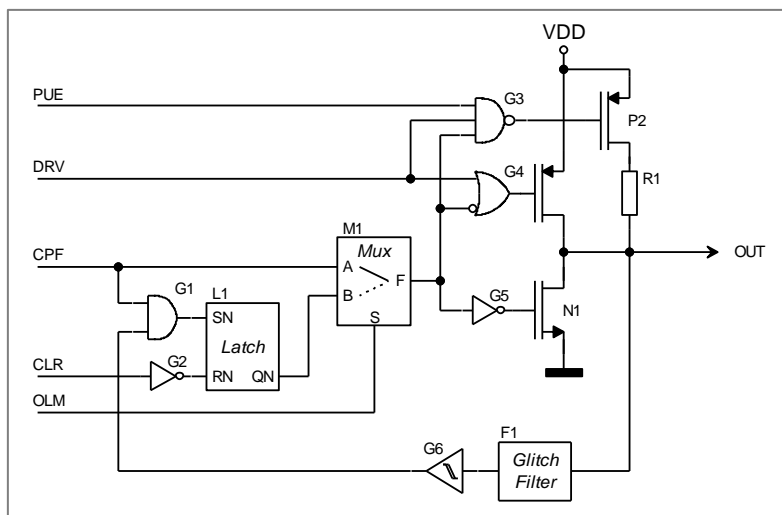 VDD
PUE
G3
P2
DRV
G4
R1
M1
Mux
CPF
A
F
OUT
B
G1
L1
G5
N1
SN
S
Latch
CLR
G2
RN
QN
OLM
G6
F1
Glitch
Filter